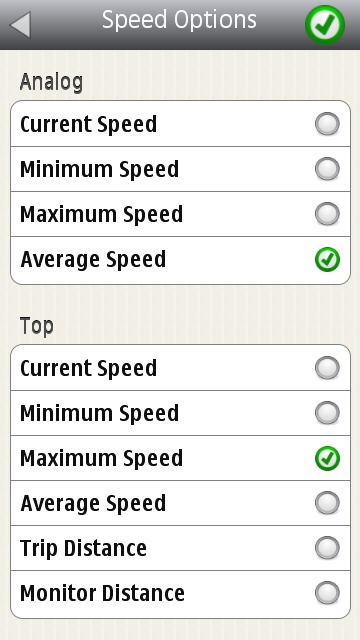 Speed Options
Analog
Current Speed
Minimum Speed
Maximum Speed
Average Speed
Top
Current Speed
Minimum Speed
Maximum Speed
Average Speed
Trip Distance
Monitor Distance